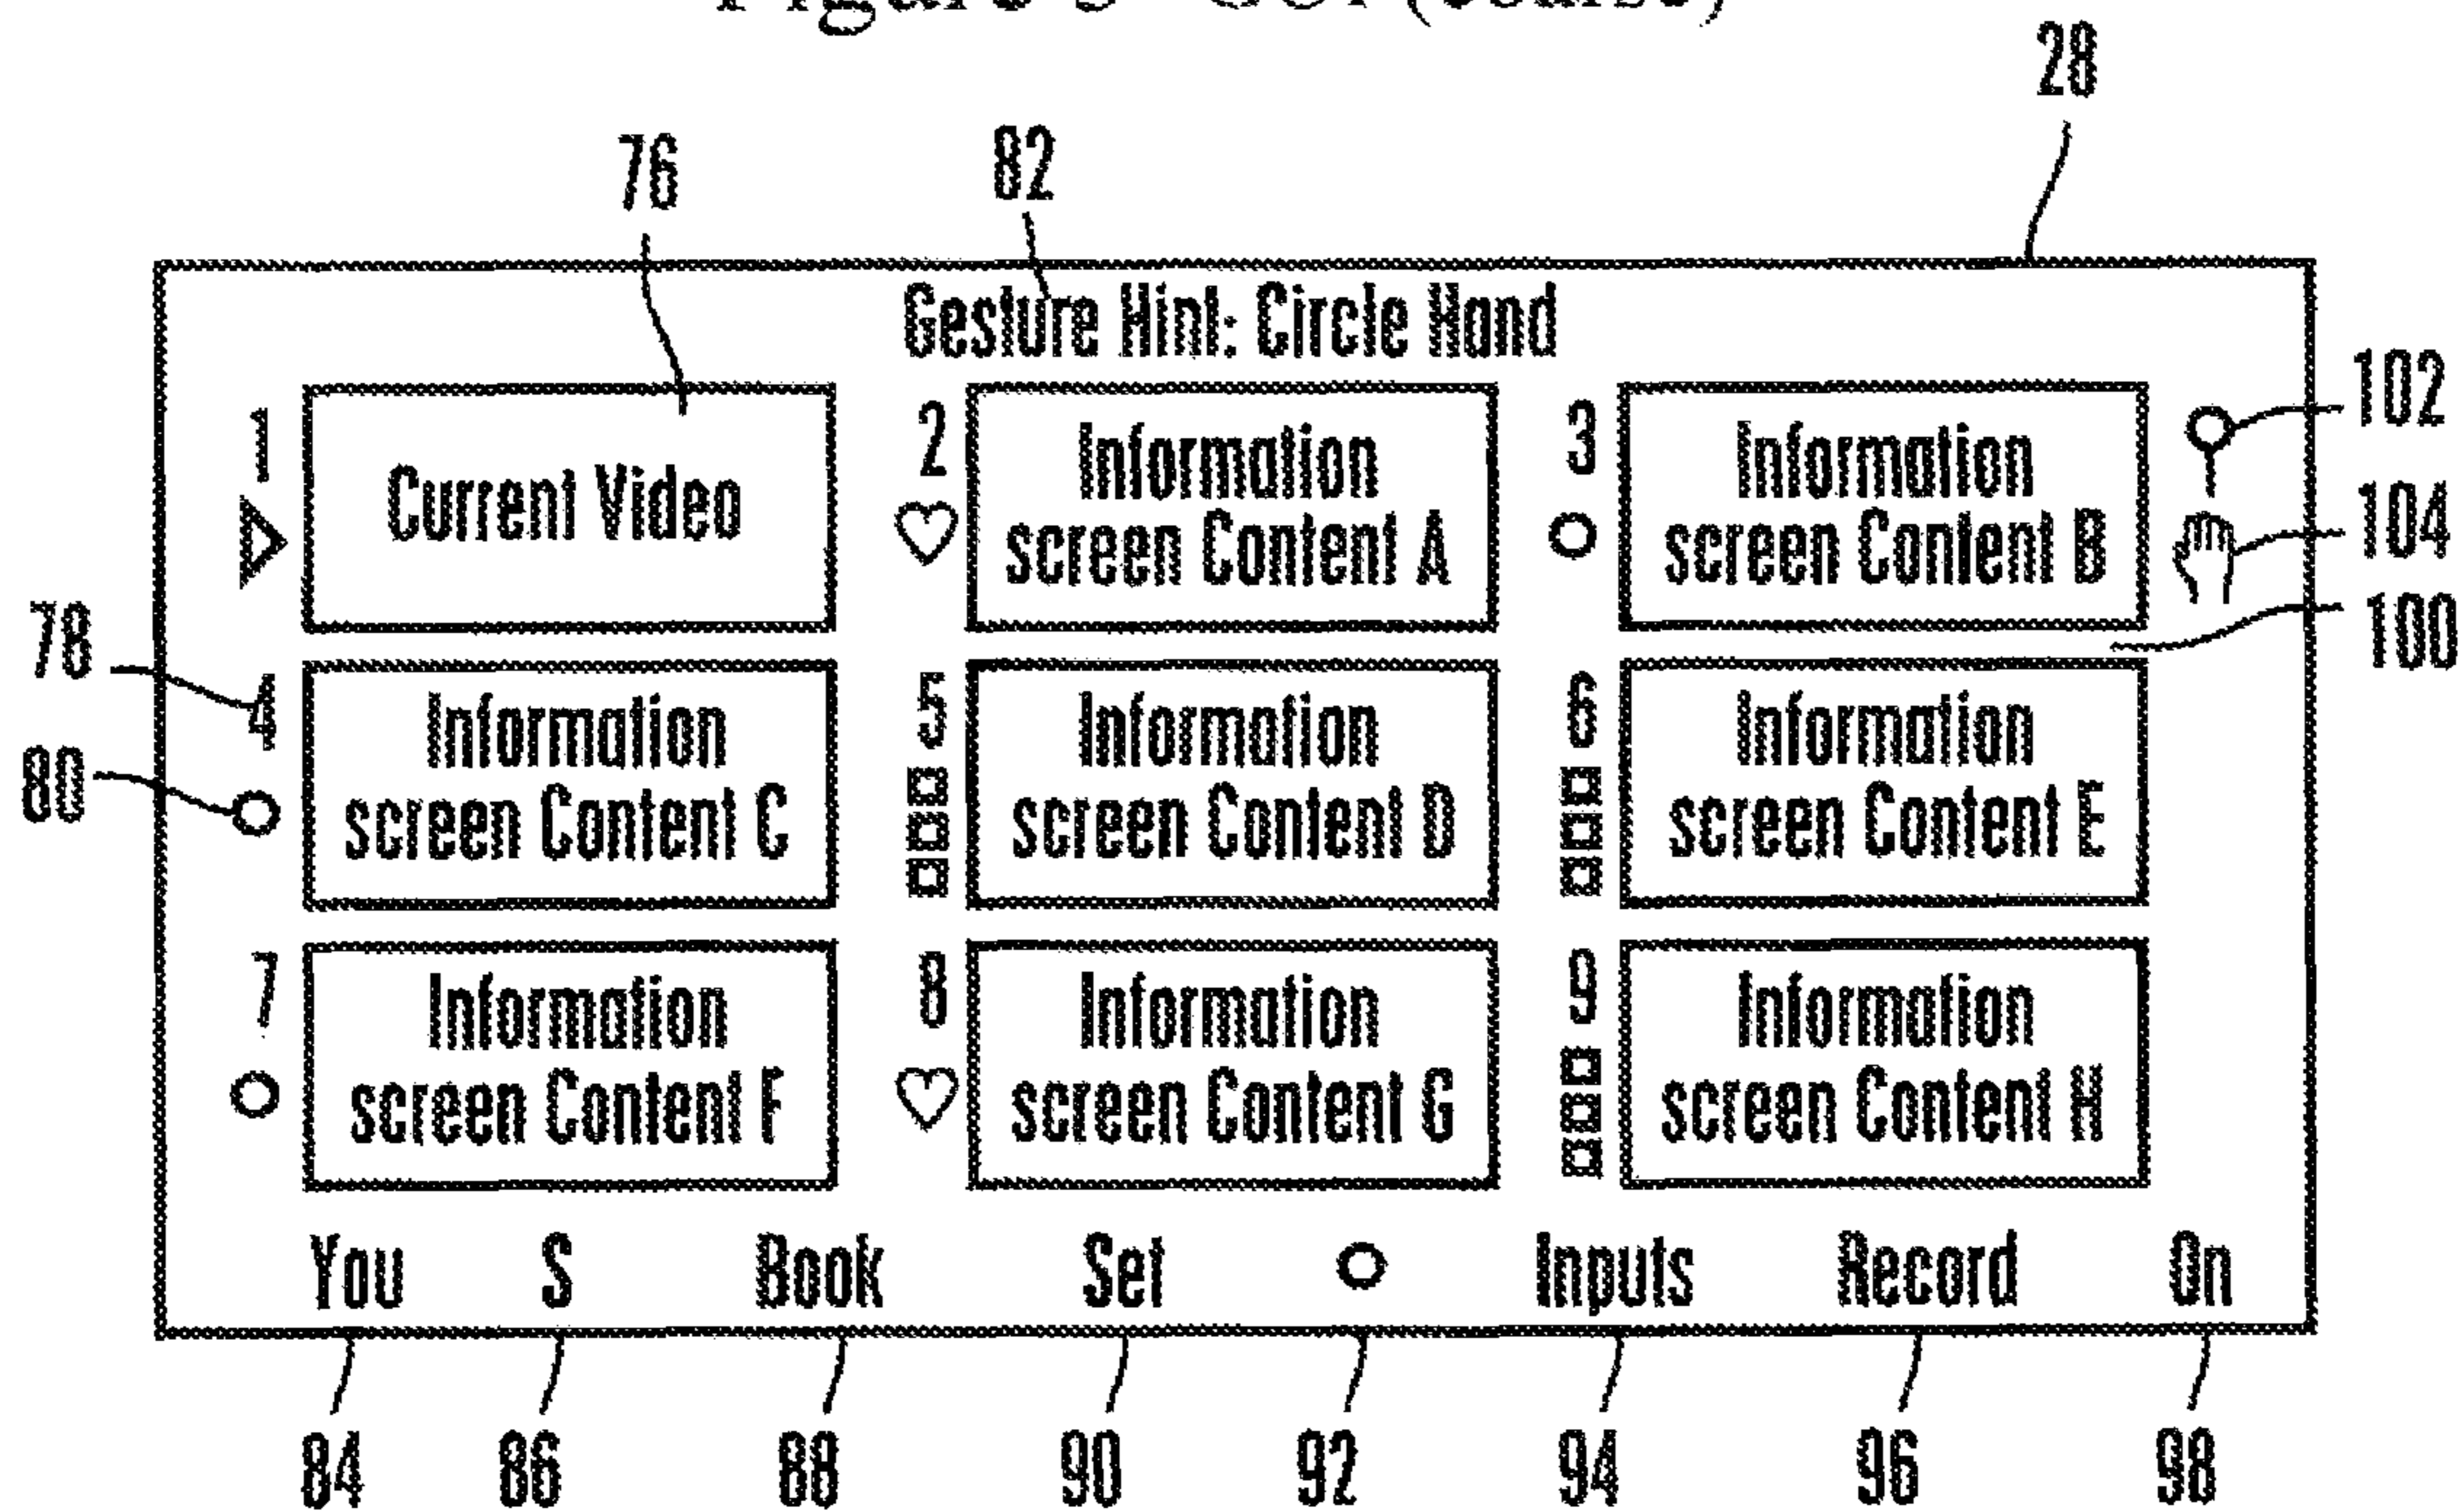 28
76 82
Gesture Hint: Circle Hand
1 Current Video
2 Information
screen Content A
3 Information
screen Content B
102
104
100
78
80
4 Information
screen Content C
5 Information
screen Content D
6 Information
screen Content E
7 Information
screen Content F
8 Information
screen Content G
9 Information
screen Content H
You S Book Set Inputs Record On
84 86 88 90 92 94 96 98